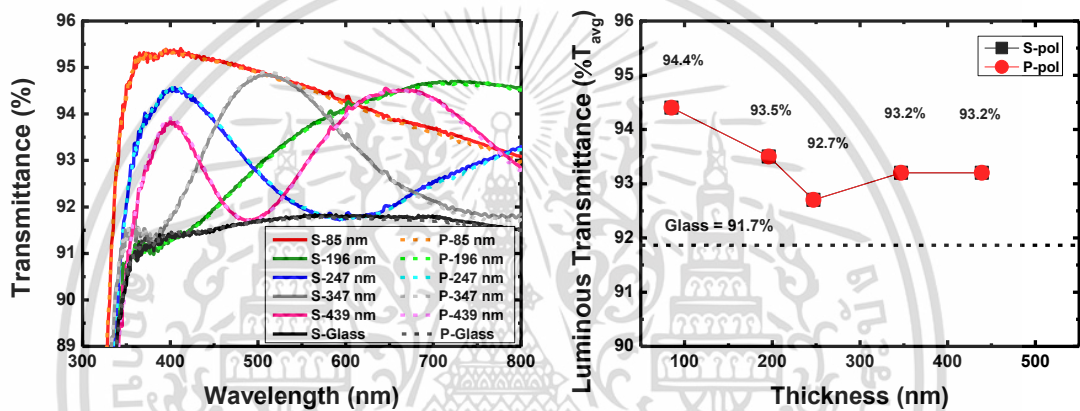 96
95
94
93
92
91
90
89
300
400
500
600
700
800
Transmittance (%)
Wavelength (nm)
S-85 nm P-85 nm
S-196 nm P-196 nm
S-247 nm P-247 nm
S-347 nm P-347 nm
S-439 nm P-439 nm
S-Glass P-Glass
96
95
94
93
92
91
90
100
200
300
400
500
Luminous Transmittance (%Tavg)
Thickness (nm)
S-pol
P-pol
94.4%
93.5%
92.7%
93.2%
93.2%
Glass = 91.7%